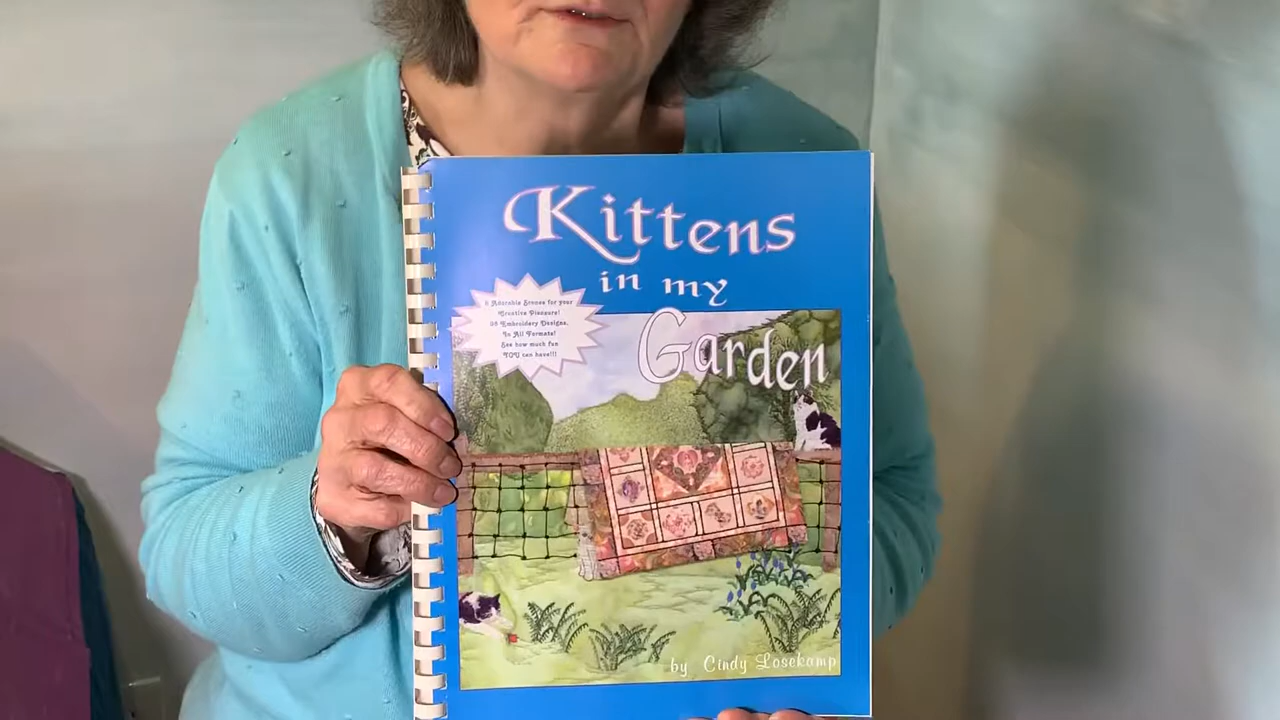 Kittens
in my
Garden
6 Adorable Scenes for your
Creative Pleasure!
36 Embroidery Designs.
In All Formats!
See how much fun
YOU can have!!!
by Cindy Losekamp